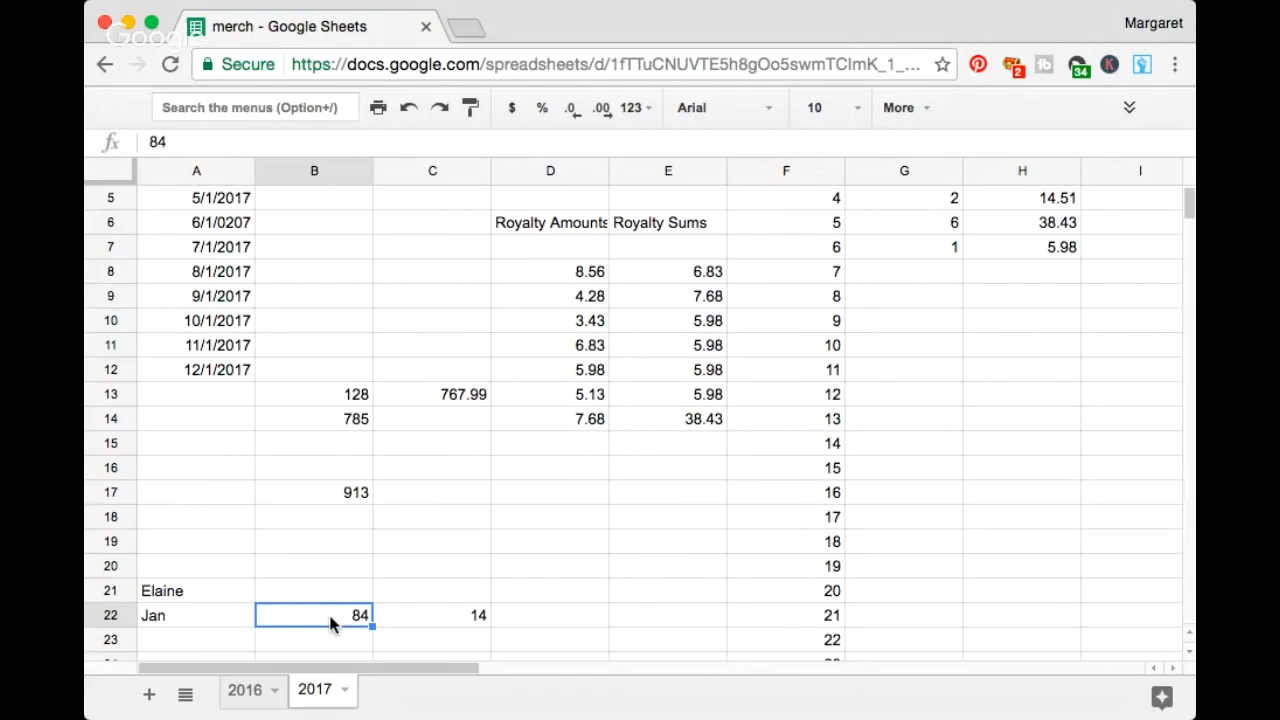 merch - Google Sheets
Margaret
Google
Secure https://docs.google.com/spreadsheets/d/1fTTuCNUVTE5h8gOo5swmTCImK_1_...
2
34
K
Search the menus (Option+/) $ % .0 .00 123 Arial 10 More
fx 84
A B C D E F G H I
5 5/1/2017 4 2 14.51
6 6/1/0207 Royalty Amounts Royalty Sums 5 6 38.43
7 7/1/2017 6 1 5.98
8 8/1/2017 8.56 6.83 7
9 9/1/2017 4.28 7.68 8
10 10/1/2017 3.43 5.98 9
11 11/1/2017 6.83 5.98 10
12 12/1/2017 5.98 5.98 11
13 128 767.99 5.13 5.98 12
14 785 7.68 38.43 13
15 14
16 15
17 913 16
18 17
19 18
20 19
21 Elaine 20
22 Jan 84 14 21
23 22
2016 2017